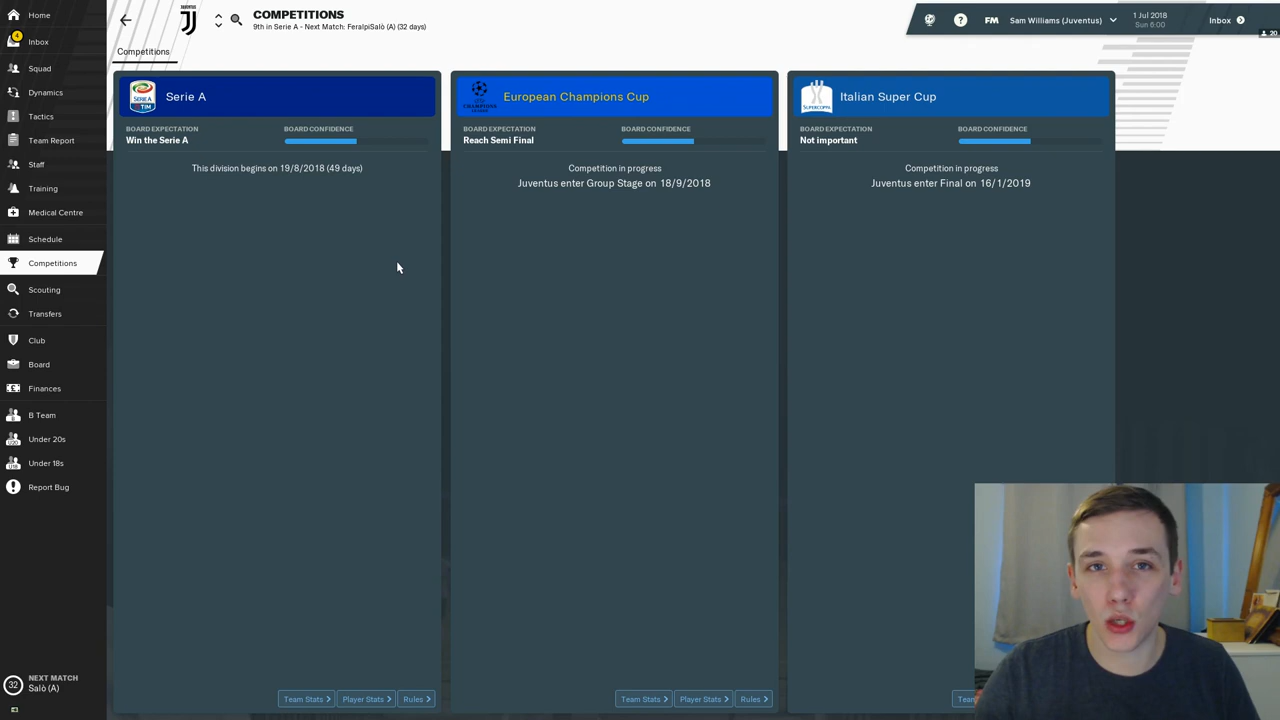 Home
4
Inbox
Squad
Dynamics
Tactics
Team Report
Staff
Training
Medical Centre
Schedule
Competitions
Scouting
Transfers
Club
Board
Finances
B Team
Under 20s
Under 18s
Report Bug
32
NEXT MATCH
Salò (A)
COMPETITIONS
9th in Serie A - Next Match: FeralpiSalò (A) (32 days)
?
FM
Sam Williams (Juventus)
1 Jul 2018
Sun 6:00
Inbox
20
Competitions
SERIE A
TIM
Serie A
BOARD EXPECTATION
Win the Serie A
BOARD CONFIDENCE
This division begins on 19/8/2018 (49 days)
Team Stats
Player Stats
Rules
CHAMPIONS
European Champions Cup
BOARD EXPECTATION
Reach Semi Final
BOARD CONFIDENCE
Competition in progress
Juventus enter Group Stage on 18/9/2018
Team Stats
Player Stats
Rules
SUPERCOPPA
Italian Super Cup
BOARD EXPECTATION
Not important
BOARD CONFIDENCE
Competition in progress
Juventus enter Final on 16/1/2019